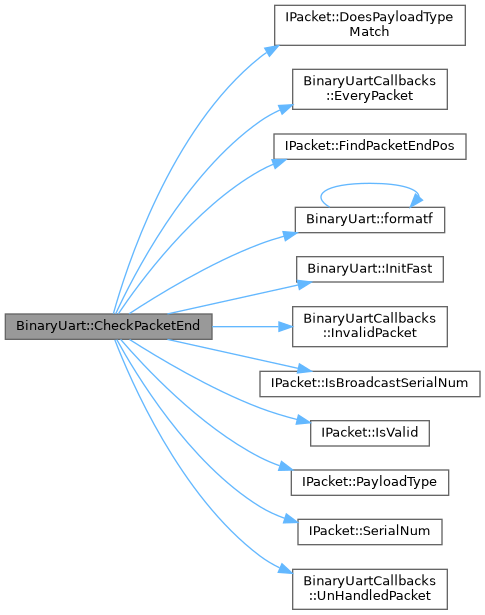 IPacket::DoesPayloadType
Match
BinaryUartCallbacks
::EveryPacket
IPacket::FindPacketEndPos
BinaryUart::formatf
BinaryUart::InitFast
BinaryUart::CheckPacketEnd
BinaryUartCallbacks
::InvalidPacket
IPacket::IsBroadcastSerialNum
IPacket::IsValid
IPacket::PayloadType
IPacket::SerialNum
BinaryUartCallbacks
::UnHandledPacket